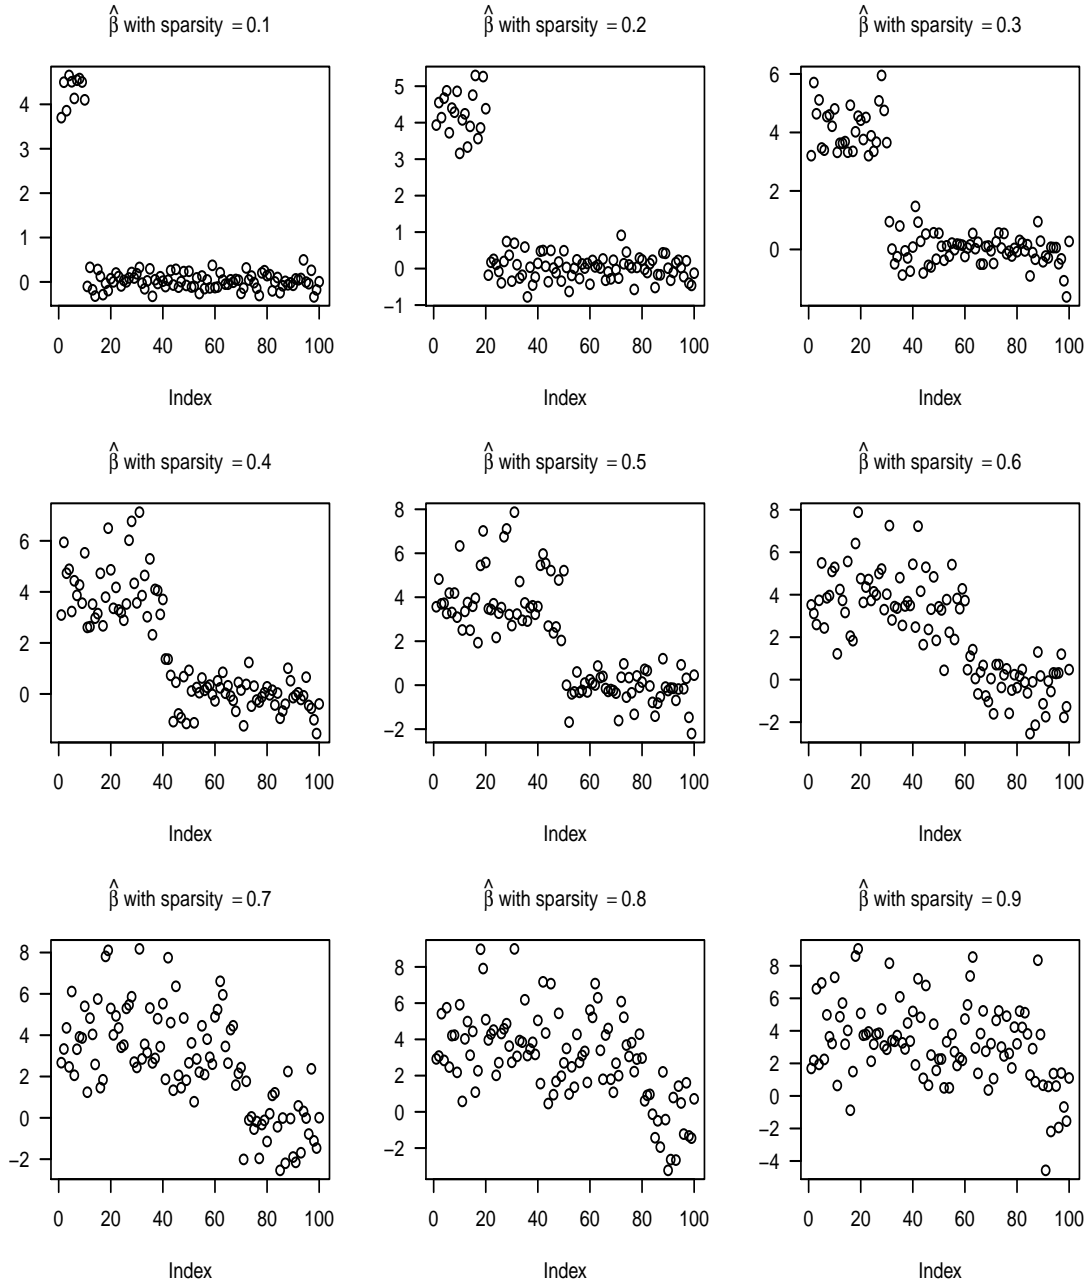 β̂ with sparsity = 0.1
4
3
2
1
0
0 20 40 60 80 100
Index
β̂ with sparsity = 0.2
5
4
3
2
1
0
−1
0 20 40 60 80 100
Index
β̂ with sparsity = 0.3
6
4
2
0
0 20 40 60 80 100
Index
β̂ with sparsity = 0.4
6
4
2
0
0 20 40 60 80 100
Index
β̂ with sparsity = 0.5
8
6
4
2
0
−2
0 20 40 60 80 100
Index
β̂ with sparsity = 0.6
8
6
4
2
0
−2
0 20 40 60 80 100
Index
β̂ with sparsity = 0.7
8
6
4
2
0
−2
0 20 40 60 80 100
Index
β̂ with sparsity = 0.8
8
6
4
2
0
−2
0 20 40 60 80 100
Index
β̂ with sparsity = 0.9
8
6
4
2
0
−2
−4
0 20 40 60 80 100
Index